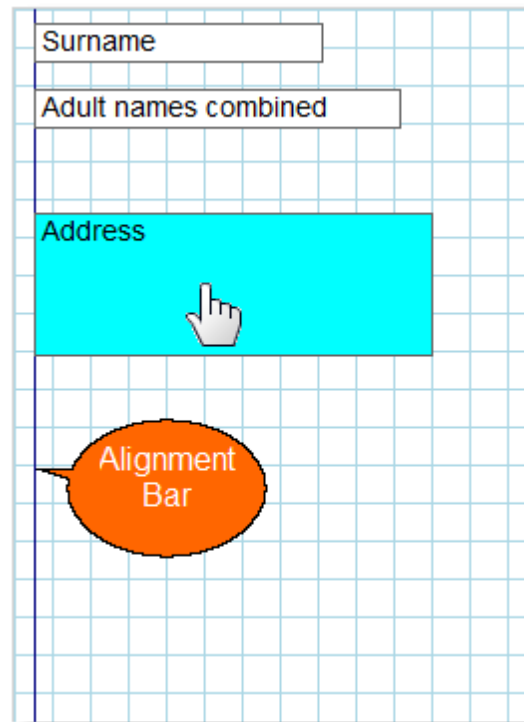 Surname
Adult names combined
Address
Alignment
Bar